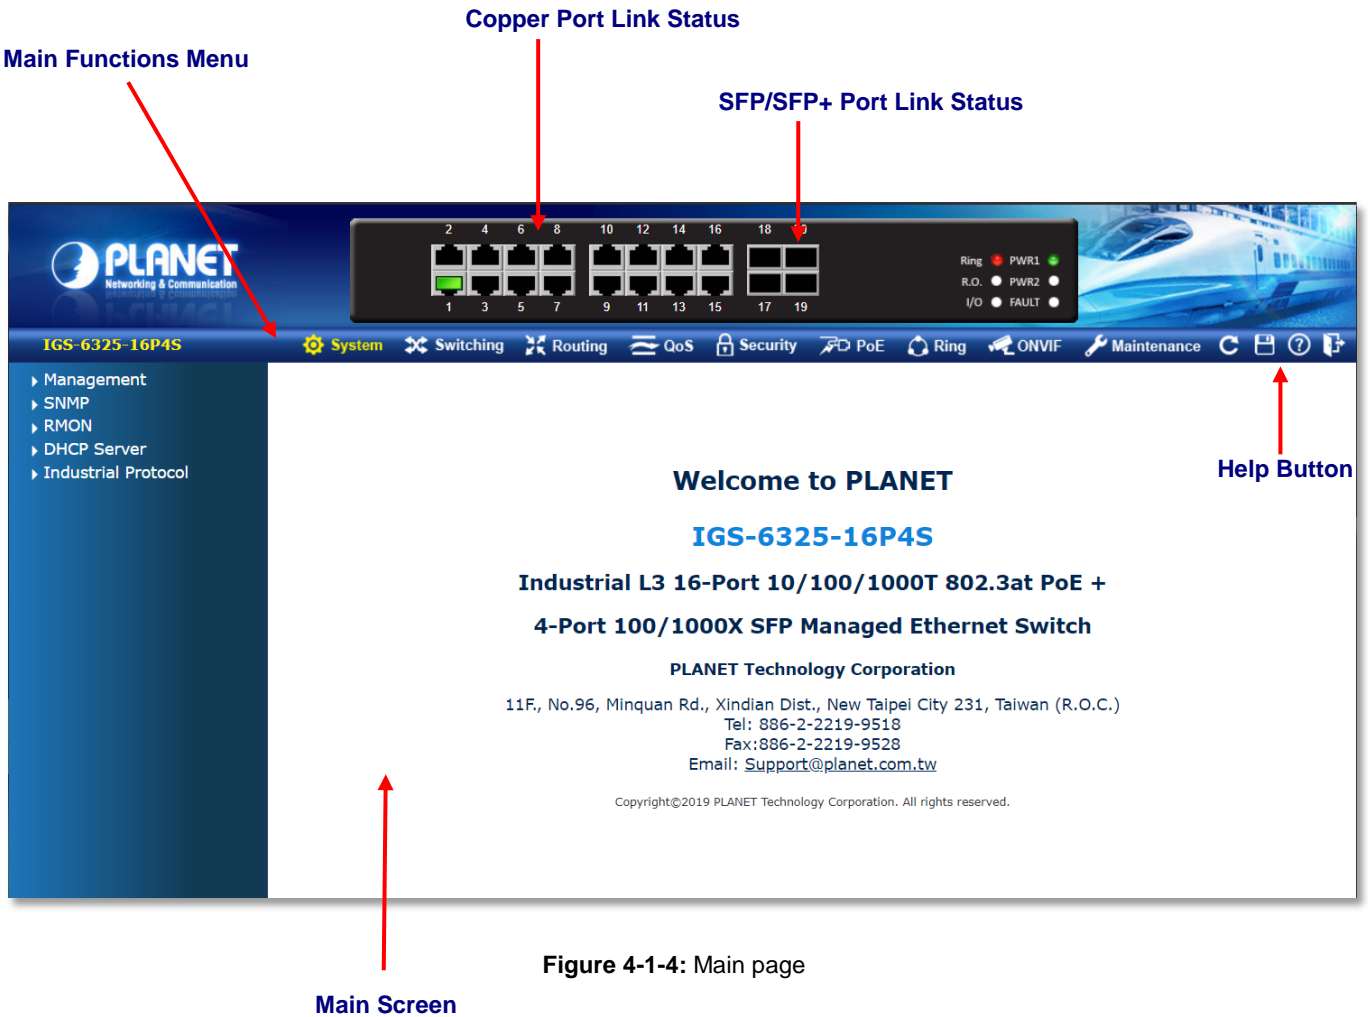 Copper Port Link Status
Main Functions Menu
SFP/SFP+ Port Link Status
PLANET
Networking & Communication
2 4 6 8 10 12 14 16 18
1 3 5 7 9 11 13 15 17 19
Ring PWR1
R.O. PWR2
I/O FAULT
IGS-6325-16P4S
System Switching Routing QoS Security PoE Ring ONVIF Maintenance
Management
SNMP
RMON
DHCP Server
Industrial Protocol
Help Button
Welcome to PLANET
IGS-6325-16P4S
Industrial L3 16-Port 10/100/1000T 802.3at PoE +
4-Port 100/1000X SFP Managed Ethernet Switch
PLANET Technology Corporation
11F., No.96, Minquan Rd., Xindian Dist., New Taipei City 231, Taiwan (R.O.C.)
Tel: 886-2-2219-9518
Fax:886-2-2219-9528
Email: Support@planet.com.tw
Copyright©2019 PLANET Technology Corporation. All rights reserved.
Figure 4-1-4: Main page
Main Screen